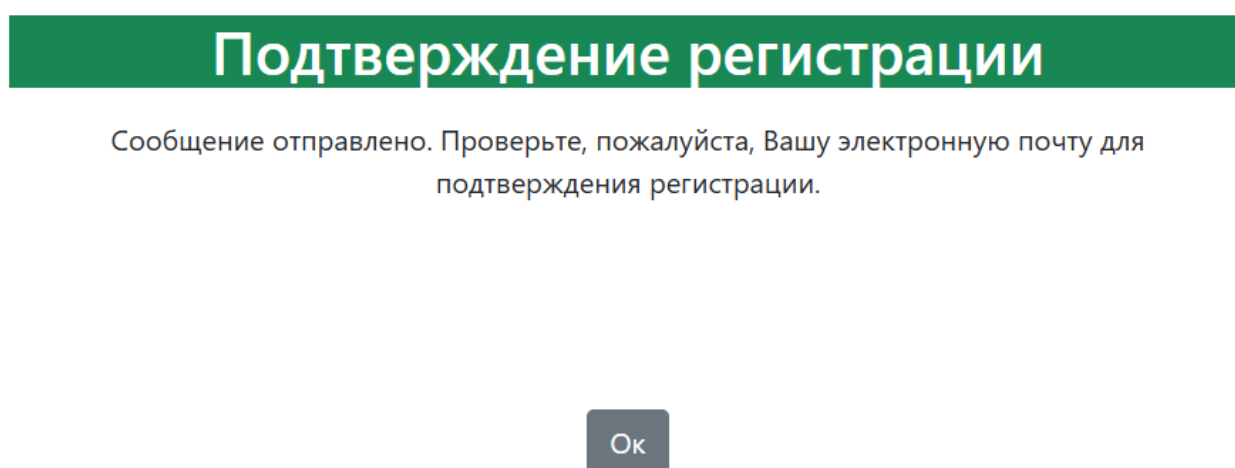 Подтверждение регистрации
Сообщение отправлено. Проверьте, пожалуйста, Вашу электронную почту для
подтверждения регистрации.
Ок